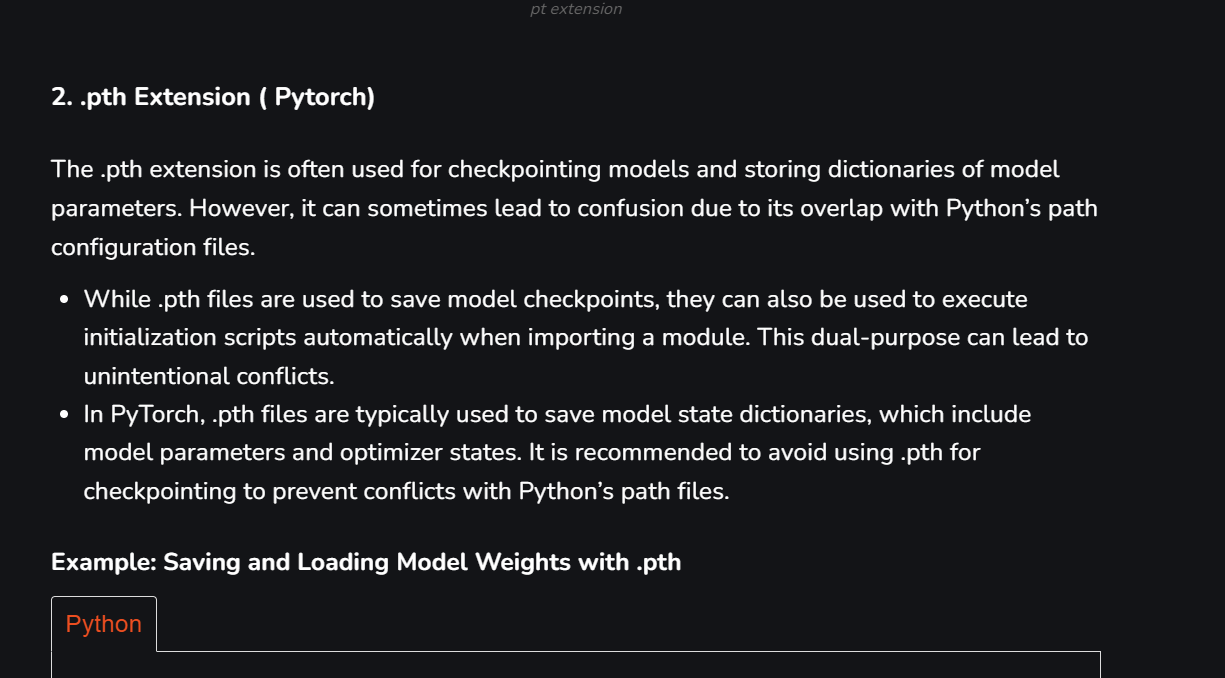 pt extension
2. .pth Extension ( Pytorch)
The .pth extension is often used for checkpointing models and storing dictionaries of model
parameters. However, it can sometimes lead to confusion due to its overlap with Python’s path
configuration files.
• While .pth files are used to save model checkpoints, they can also be used to execute
initialization scripts automatically when importing a module. This dual-purpose can lead to
unintentional conflicts.
• In PyTorch, .pth files are typically used to save model state dictionaries, which include
model parameters and optimizer states. It is recommended to avoid using .pth for
checkpointing to prevent conflicts with Python’s path files.
Example: Saving and Loading Model Weights with .pth
Python